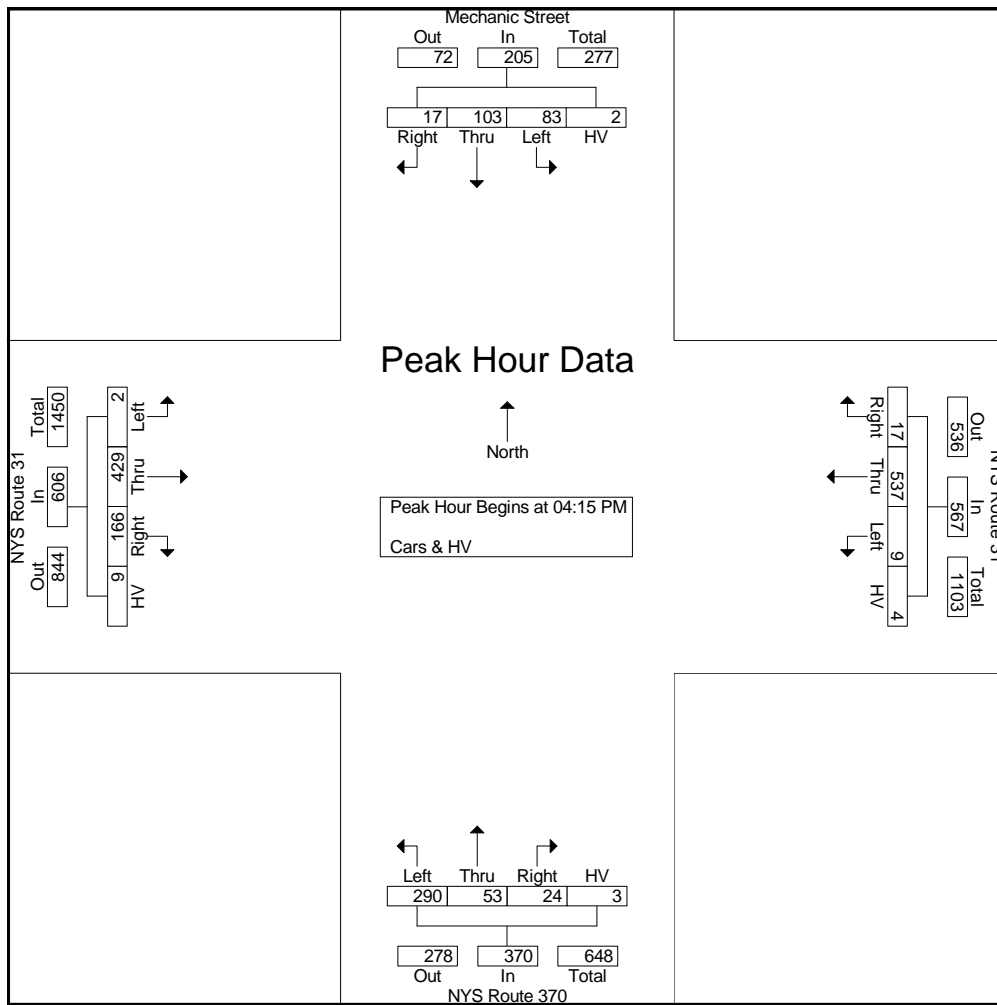 Mechanic Street
Out In Total
72 205 277
17 103 83 2
Right Thru Left HV
Peak Hour Data
North
Peak Hour Begins at 04:15 PM
Cars & HV
NYS Route 31
Total In Out
1450 606 844
2 429 166 9
Left Thru Right HV
Right Thru Left HV
17 537 9 4
Out In Total
536 567 1103
NYS Route 31
Left Thru Right HV
290 53 24 3
278 370 648
Out In Total
NYS Route 370